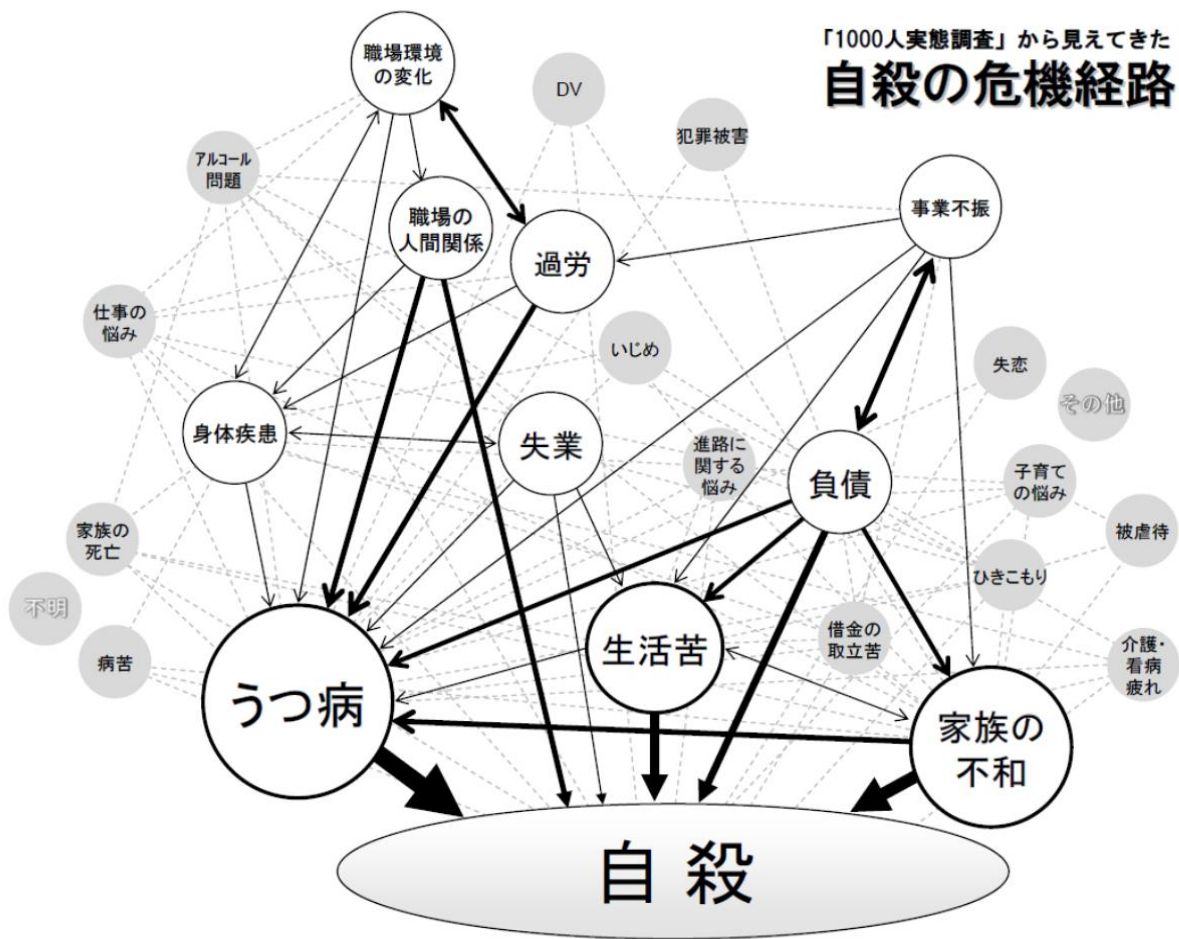 「1000人実態調査」から見えてきた
自殺の危機経路
職場環境
の変化
DV
犯罪被害
アルコール
問題
職場の
人間関係
過労
事業不振
仕事の
悩み
いじめ
失恋
その他
身体疾患
失業
進路に
関する
悩み
負債
子育て
の悩み
家族の
死亡
被虐待
ひきこもり
不明
病苦
うつ病
生活苦
借金の
取立苦
介護・
看病
疲れ
家族の
不和
自殺